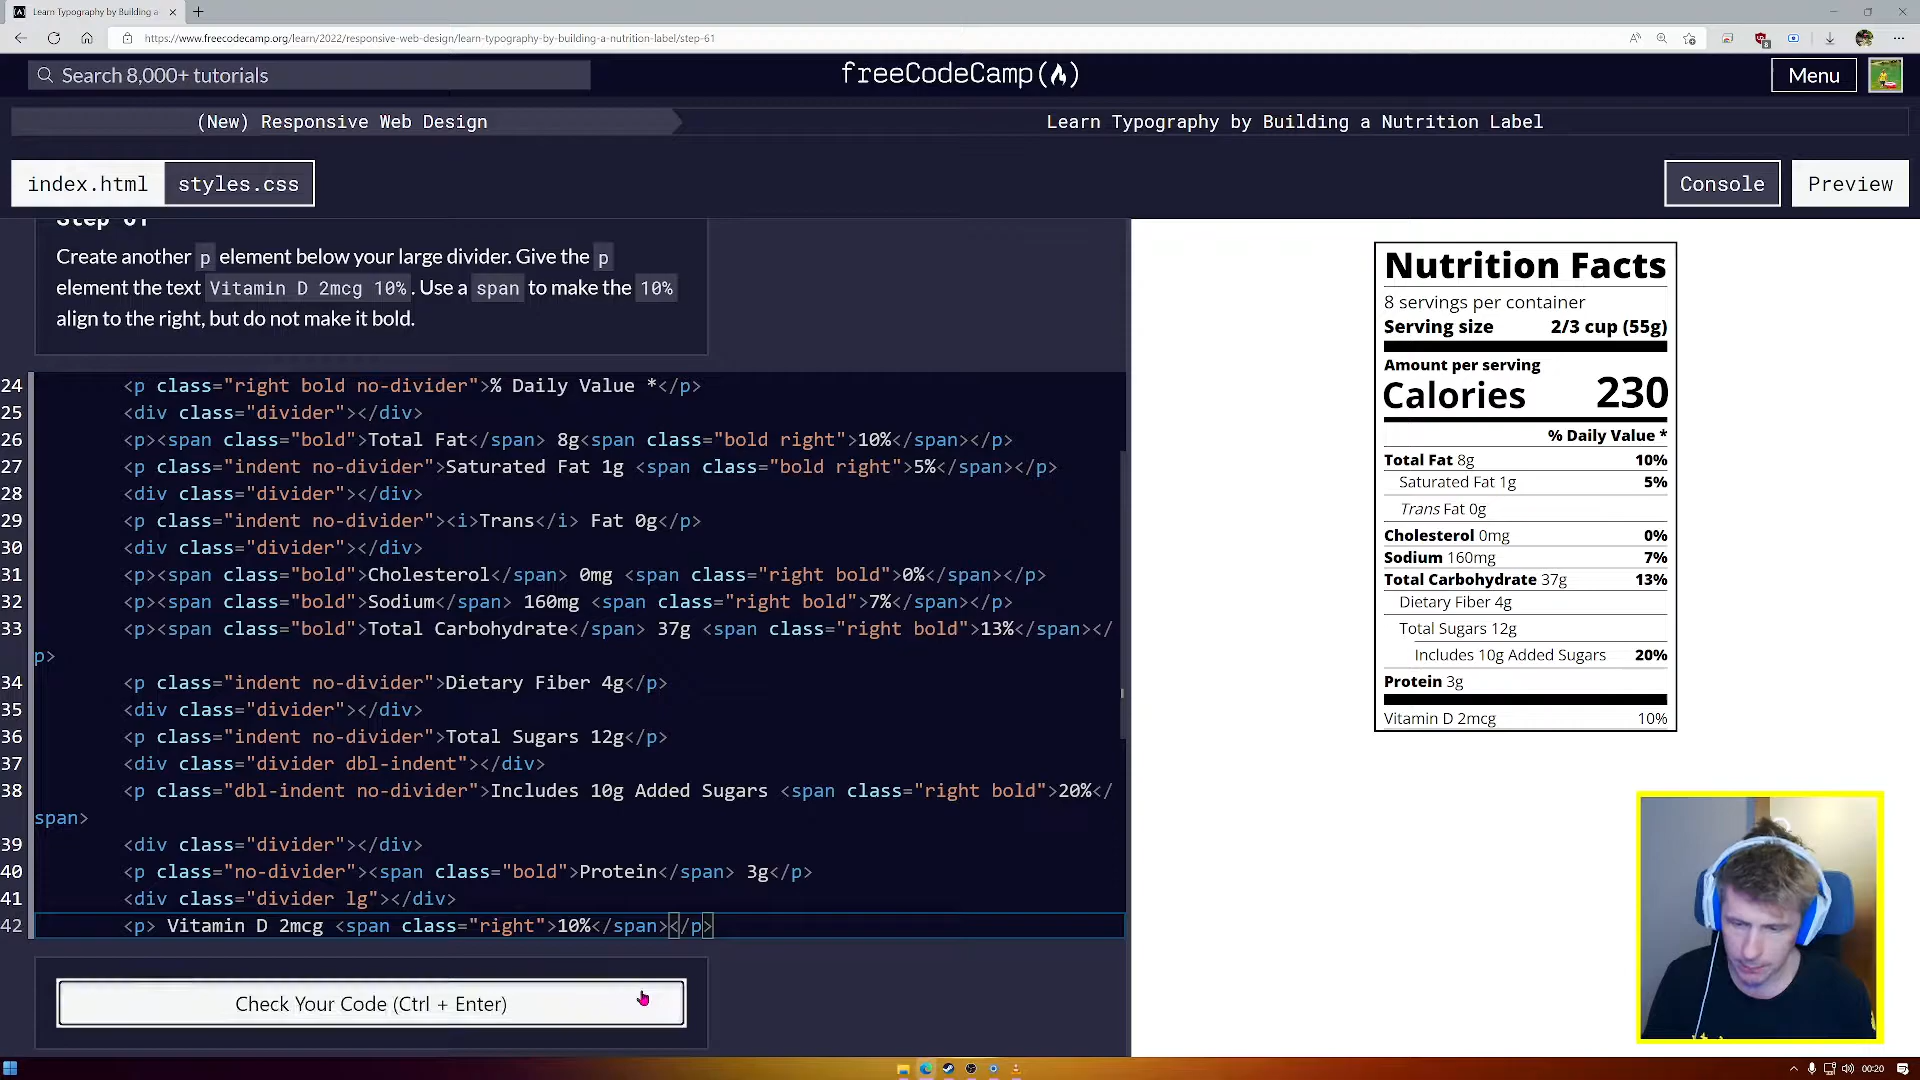 Learn Typography by Building a
https://www.freecodecamp.org/learn/2022/responsive-web-design/learn-typography-by-building-a-nutrition-label/step-61
Search 8,000+ tutorials
freeCodeCamp
Menu
(New) Responsive Web Design
Learn Typography by Building a Nutrition Label
index.html
styles.css
Console
Preview
Step 61
Create another p element below your large divider. Give the p
element the text Vitamin D 2mcg 10%. Use a span to make the 10%
align to the right, but do not make it bold.
24 <p class="right bold no-divider">% Daily Value *</p>
25 <div class="divider"></div>
26 <p><span class="bold">Total Fat</span> 8g<span class="bold right">10%</span></p>
27 <p class="indent no-divider">Saturated Fat 1g <span class="bold right">5%</span></p>
28 <div class="divider"></div>
29 <p class="indent no-divider"><i>Trans</i> Fat 0g</p>
30 <div class="divider"></div>
31 <p><span class="bold">Cholesterol</span> 0mg <span class="right bold">0%</span></p>
32 <p><span class="bold">Sodium</span> 160mg <span class="right bold">7%</span></p>
33 <p><span class="bold">Total Carbohydrate</span> 37g <span class="right bold">13%</span></
p>
34 <p class="indent no-divider">Dietary Fiber 4g</p>
35 <div class="divider"></div>
36 <p class="indent no-divider">Total Sugars 12g</p>
37 <div class="divider dbl-indent"></div>
38 <p class="dbl-indent no-divider">Includes 10g Added Sugars <span class="right bold">20%</
span>
39 <div class="divider"></div>
40 <p class="no-divider"><span class="bold">Protein</span> 3g</p>
41 <div class="divider lg"></div>
42 <p> Vitamin D 2mcg <span class="right">10%</span></p>
Check Your Code (Ctrl + Enter)
Nutrition Facts
8 servings per container
Serving size 2/3 cup (55g)
Amount per serving
Calories 230
% Daily Value *
Total Fat 8g 10%
Saturated Fat 1g 5%
Trans Fat 0g
Cholesterol 0mg 0%
Sodium 160mg 7%
Total Carbohydrate 37g 13%
Dietary Fiber 4g
Total Sugars 12g
Includes 10g Added Sugars 20%
Protein 3g
Vitamin D 2mcg 10%
00:20